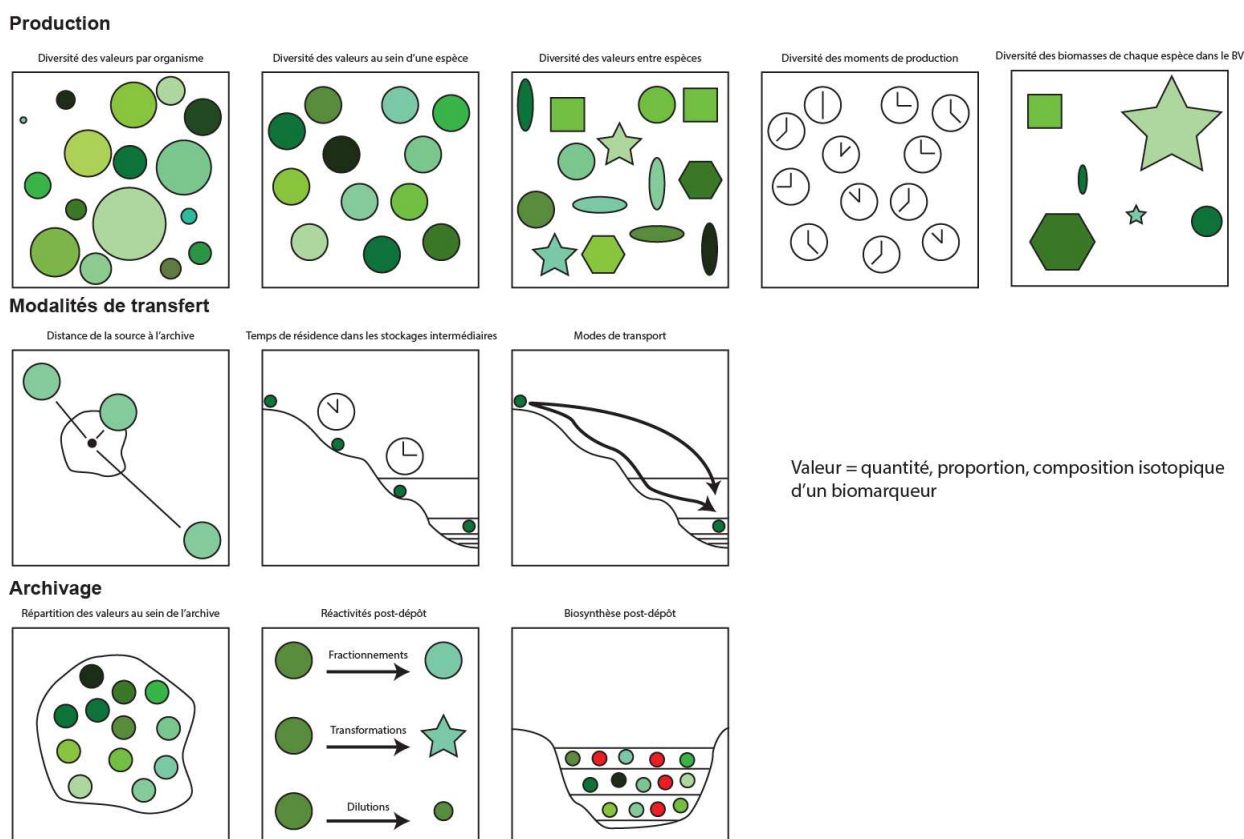 Production
Diversité des valeurs par organisme
Diversité des valeurs au sein d'une espèce
Diversité des valeurs entre espèces
Diversité des moments de production
Diversité des biomasses de chaque espèce dans le BV
Modalités de transfert
Distance de la source à l'archive
Temps de résidence dans les stockages intermédiaires
Modes de transport
Valeur = quantité, proportion, composition isotopique
d'un biomarqueur
Archivage
Répartition des valeurs au sein de l'archive
Réactivités post-dépôt
Biosynthèse post-dépôt
Fractionnements
Transformations
Dilutions